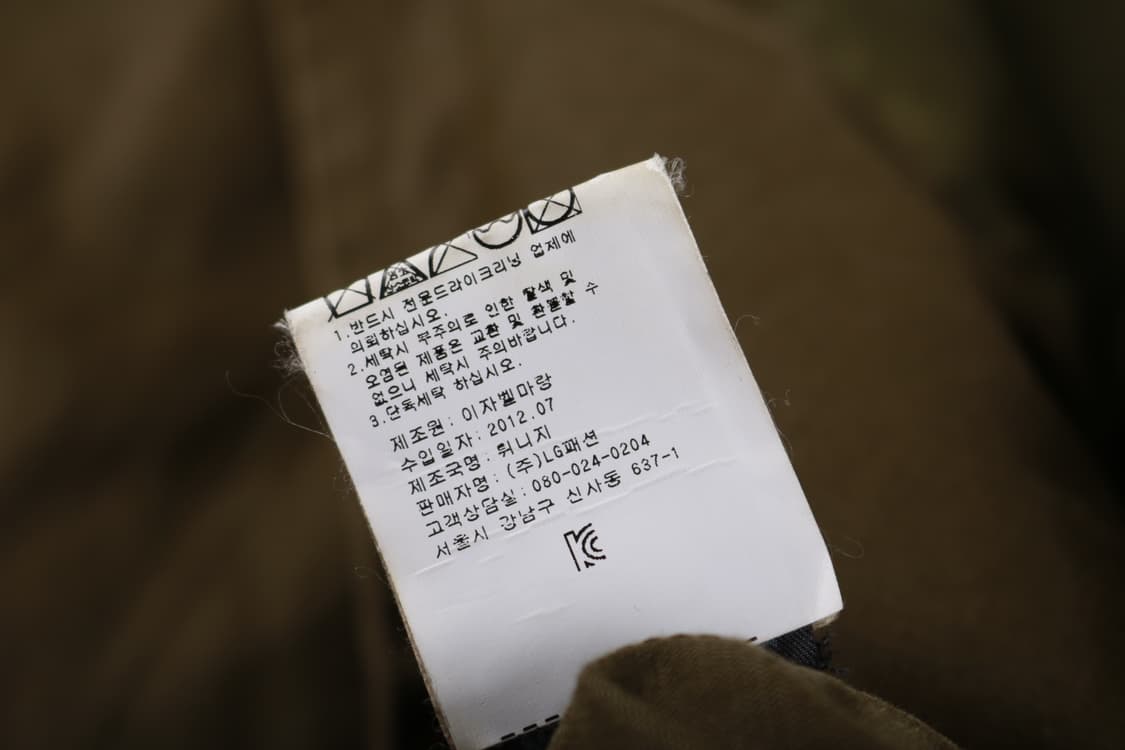 1.반드시 전문드라이크리닝 업체에
의뢰하십시오.
2.세탁시 부주의로 인한 탈색 및
오염된 제품은 교환 및 환불할 수
없으니 세탁시 주의바랍니다.
3.단독세탁 하십시오.
제조원: 이자벨마랑
수입일자: 2012.07
제조국명: 튀니지
판매자명: (주)LG패션
고객상담실: 080-024-0204
서울시 강남구 신사동 637-1
KC